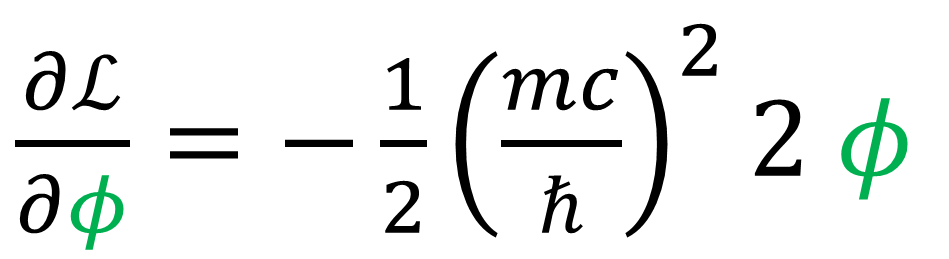 ∂ℒ/∂ϕ = − 1/2 (mc/ℏ)² 2 ϕ